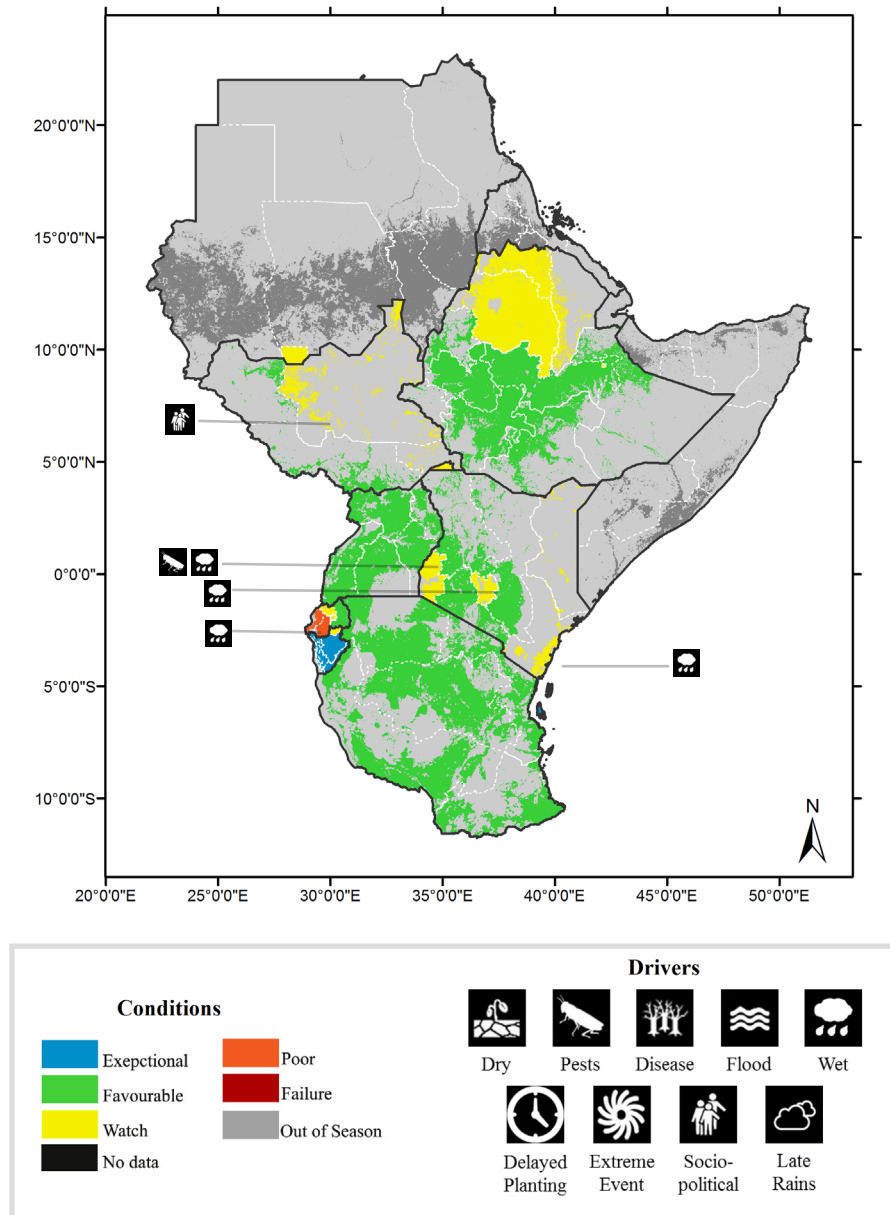 20°0'0"N
15°0'0"N
10°0'0"N
5°0'0"N
0°0'0"
5°0'0"S
10°0'0"S
N
20°0'0"E
25°0'0"E
30°0'0"E
35°0'0"E
40°0'0"E
45°0'0"E
50°0'0"E
Conditions
Exepctional
Favourable
Watch
No data
Poor
Failure
Out of Season
Drivers
Dry
Pests
Disease
Flood
Wet
Delayed
Planting
Extreme
Event
Socio-
political
Late
Rains